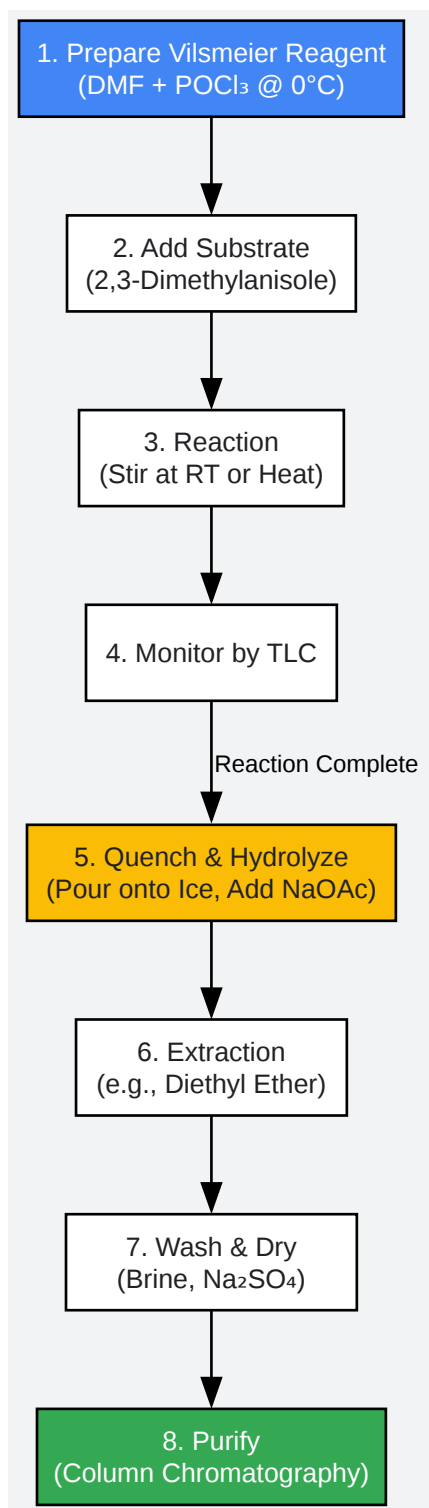 1. Prepare Vilsmeier Reagent
(DMF + POCl₃ @ 0°C)
2. Add Substrate
(2,3-Dimethylanisole)
3. Reaction
(Stir at RT or Heat)
4. Monitor by TLC
Reaction Complete
5. Quench & Hydrolyze
(Pour onto Ice, Add NaOAc)
6. Extraction
(e.g., Diethyl Ether)
7. Wash & Dry
(Brine, Na₂SO₄)
8. Purify
(Column Chromatography)